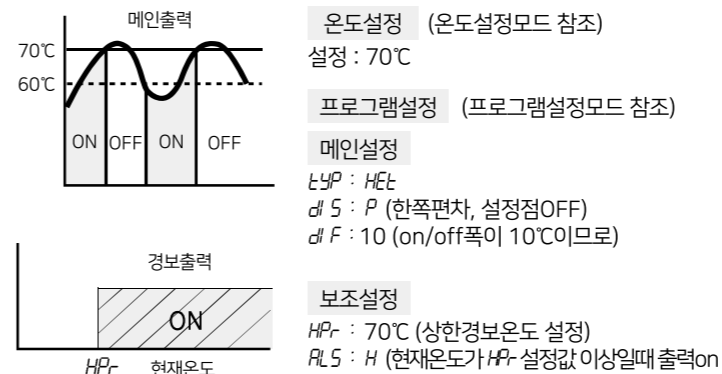 메인출력
70℃
60℃
ON OFF ON OFF
온도설정 (온도설정모드 참조)
설정 : 70℃
프로그램설정 (프로그램설정모드 참조)
메인설정
tYP : HEt
diS : P (한쪽편차, 설정점OFF)
diF : 10 (on/off폭이 10℃이므로)
경보출력
ON
HPr 현재온도
보조설정
HPr : 70℃ (상한경보온도 설정)
ALS : H (현재온도가 HPr 설정값 이상일때 출력on